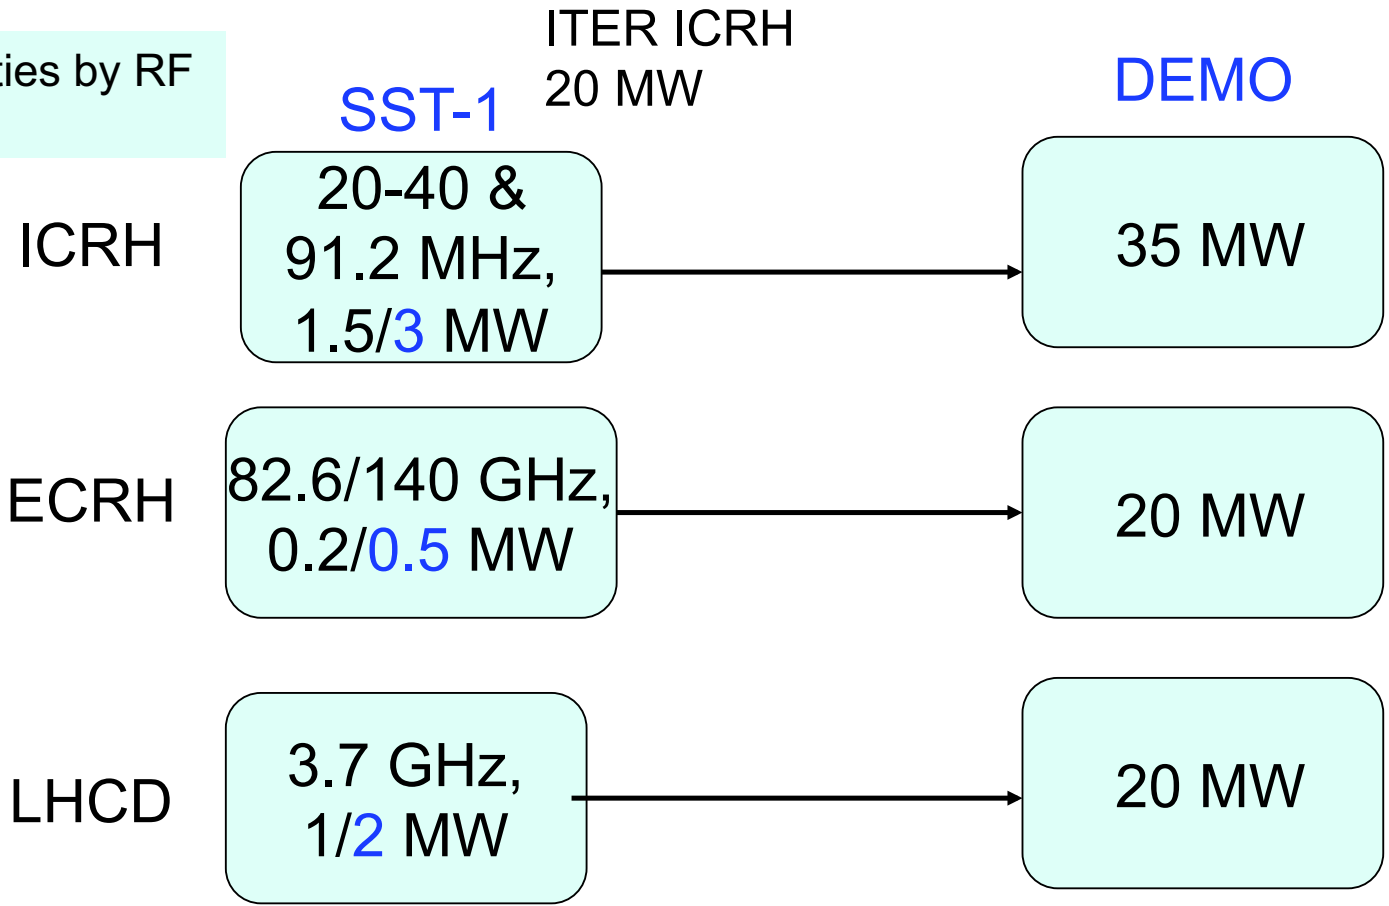 ITER ICRH
20 MW
by RF
SST-1
DEMO
ICRH
20-40 &
91.2 MHz,
1.5/3 MW
35 MW
ECRH
82.6/140 GHz,
0.2/0.5 MW
20 MW
LHCD
3.7 GHz,
1/2 MW
20 MW